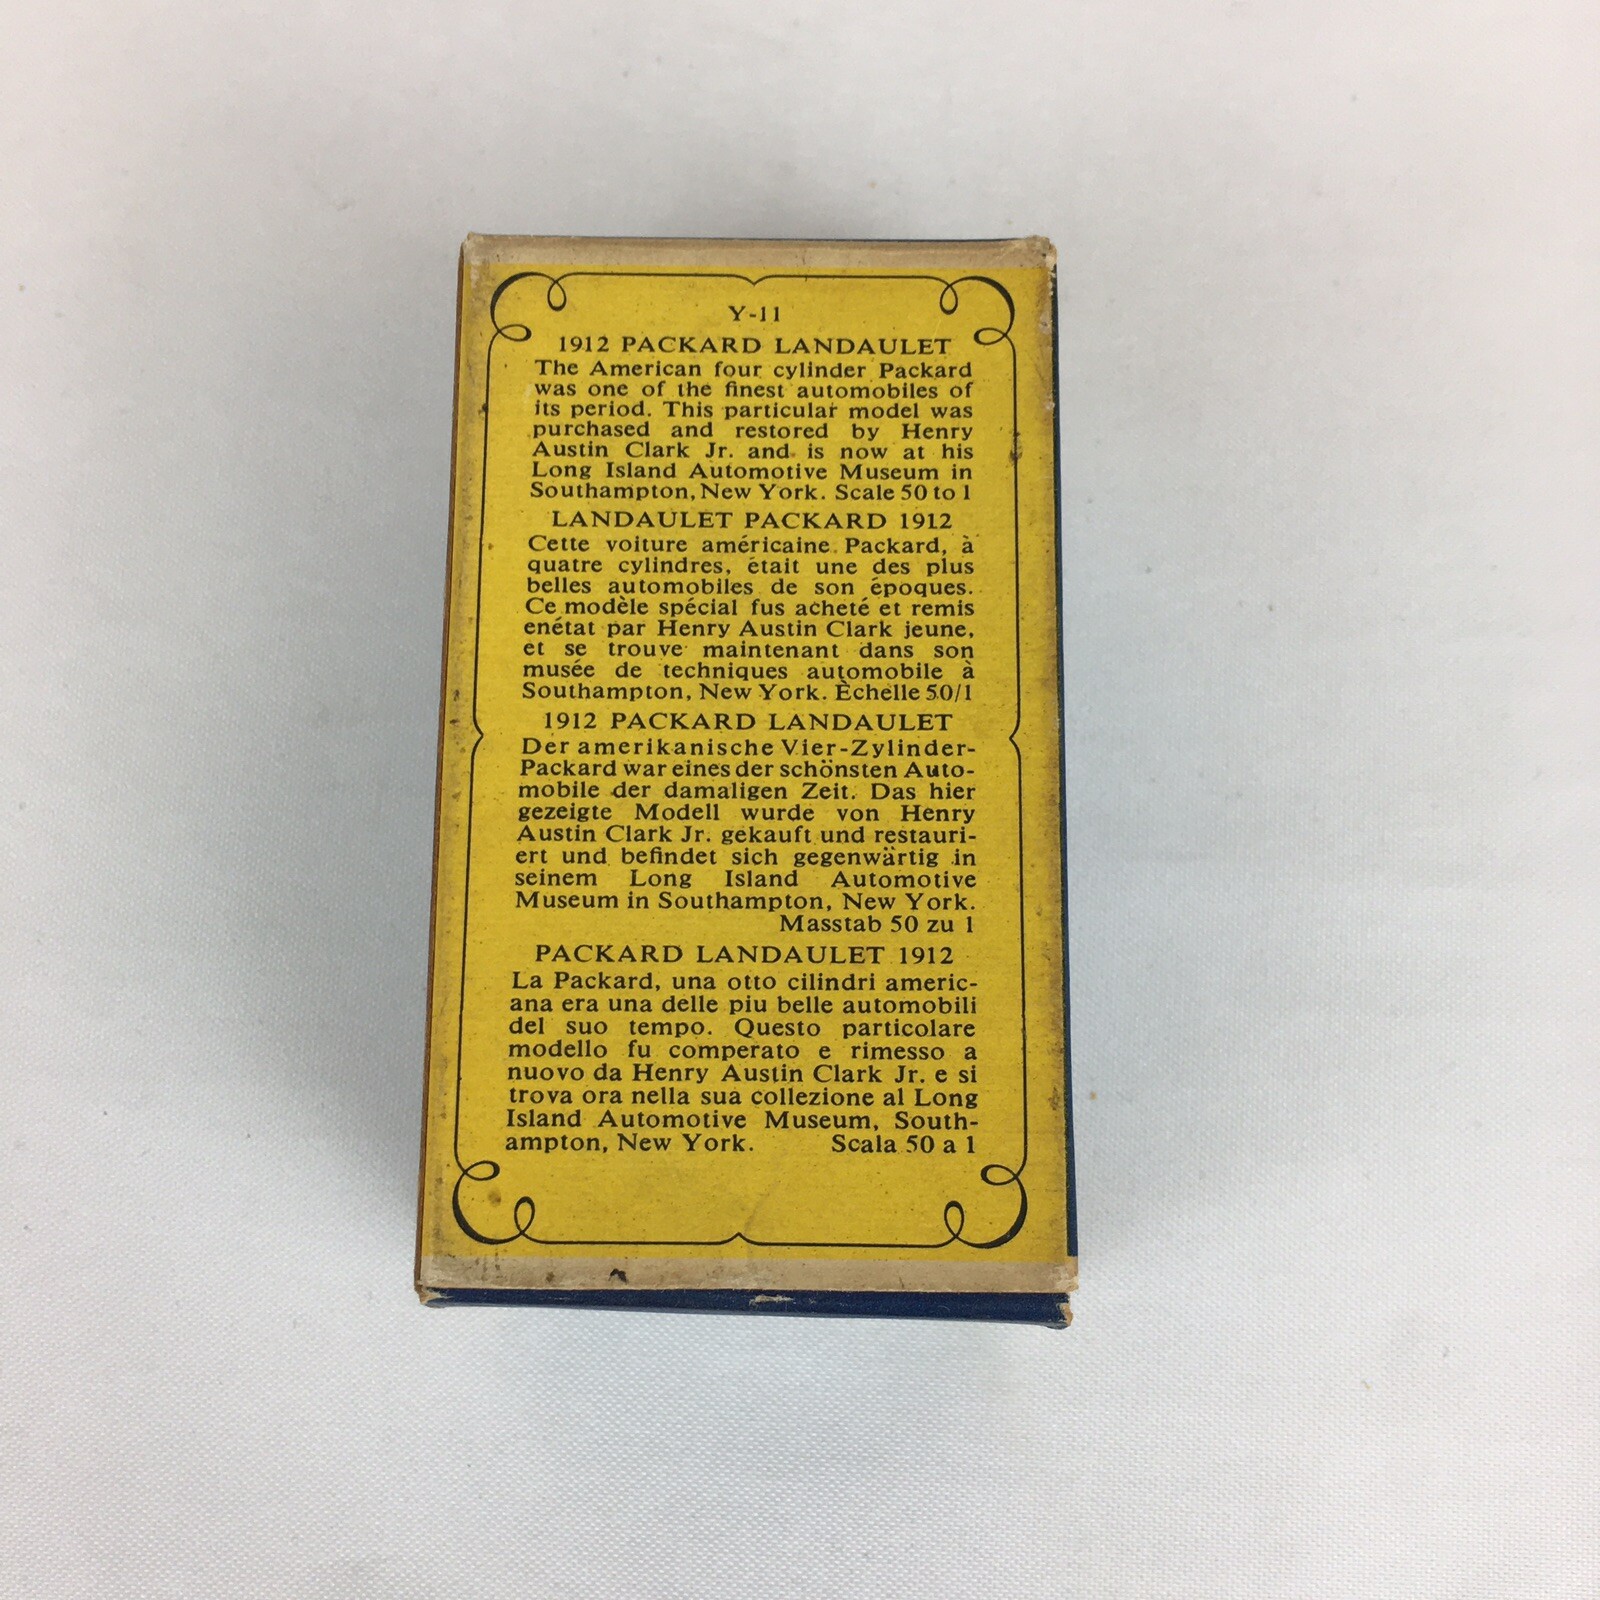 Y-11
1912 PACKARD LANDAULET
The American four cylinder Packard
was one of the finest automobiles of
its period. This particular model was
purchased and restored by Henry
Austin Clark Jr. and is now at his
Long Island Automotive Museum in
Southampton, New York. Scale 50 to 1
LANDAULET PACKARD 1912
Cette voiture américaine Packard, à
quatre cylindres, était une des plus
belles automobiles de son époques.
Ce modèle spécial fus acheté et remis
enétat par Henry Austin Clark jeune,
et se trouve maintenant dans son
musée de techniques automobile à
Southampton, New York. Èchelle 50/1
1912 PACKARD LANDAULET
Der amerikanische Vier-Zylinder-
Packard war eines der schönsten Auto-
mobile der damaligen Zeit. Das hier
gezeigte Modell wurde von Henry
Austin Clark Jr. gekauft und restauri-
ert und befindet sich gegenwärtig in
seinem Long Island Automotive
Museum in Southampton, New York.
Masstab 50 zu 1
PACKARD LANDAULET 1912
La Packard, una otto cilindri americ-
ana era una delle piu belle automobili
del suo tempo. Questo particolare
modello fu comperato e rimesso a
nuovo da Henry Austin Clark Jr. e si
trova ora nella sua collezione al Long
Island Automotive Museum, South-
ampton, New York. Scala 50 a 1